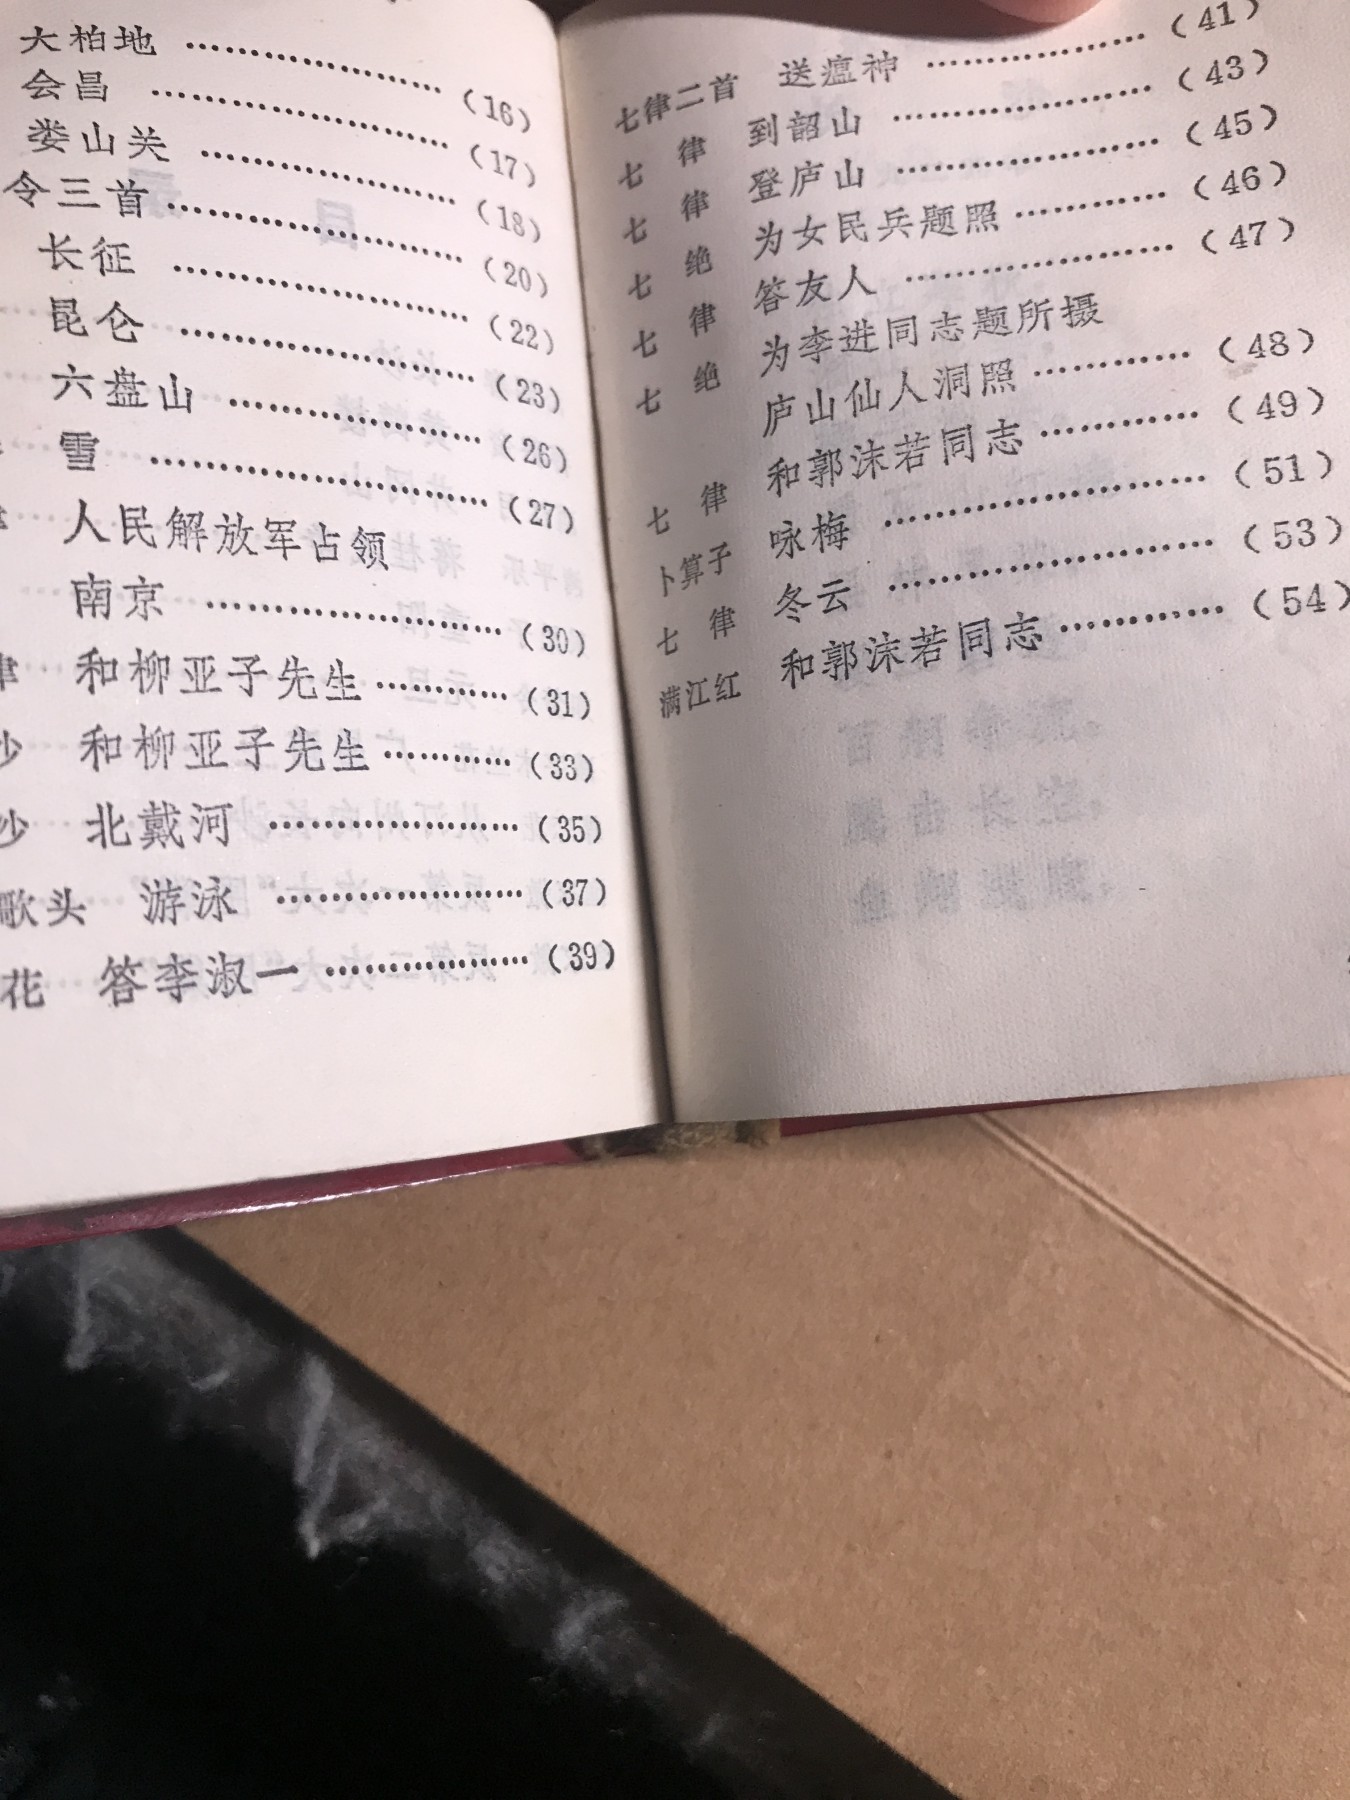 大柏地 ……………… (16)
会昌 ……………… (17)
娄山关 ……………… (18)
令三首 ……………… (20)
长征 ……………… (22)
昆仑 ……………… (23)
六盘山 ……………… (26)
雪 ……………… (27)
人民解放军占领
南京 ……………… (30)
律 和柳亚子先生 ………… (31)
沙 和柳亚子先生 ………… (33)
沙 北戴河 ……………… (35)
歌头 游泳 ……………… (37)
花 答李淑一 ……………… (39)
七律二首 送瘟神 ……………… (41)
七律 到韶山 ……………… (43)
七律 登庐山 ……………… (45)
七绝 为女民兵题照 ………… (46)
七律 答友人 ……………… (47)
七绝 为李进同志题所摄
庐山仙人洞照 ………… (48)
七律 和郭沫若同志 ………… (49)
卜算子 咏梅 ……………… (51)
七律 冬云 ……………… (53)
满江红 和郭沫若同志 ………… (54)